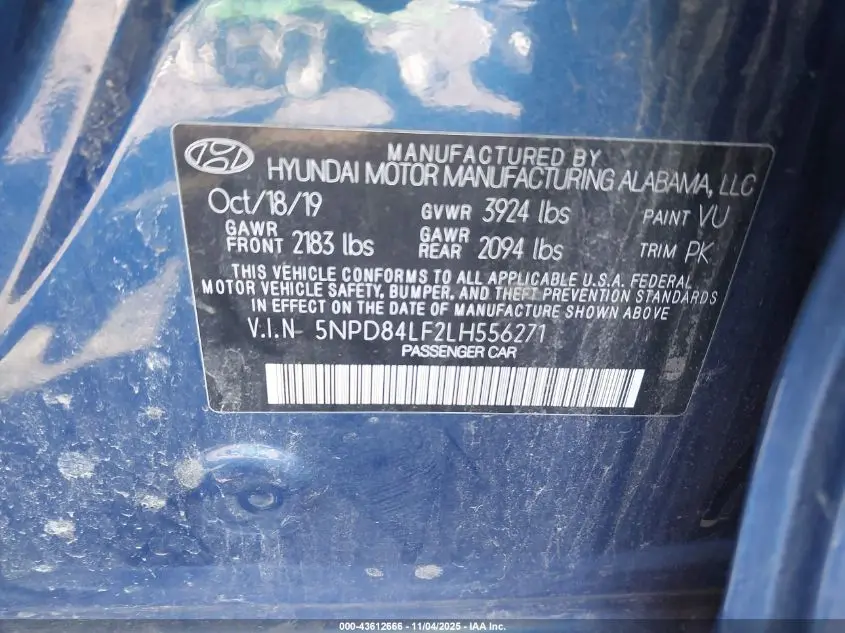 MANUFACTURED BY
HYUNDAI MOTOR MANUFACTURING ALABAMA, LLC
Oct/18/19 GVWR 3924 lbs PAINT VU
GAWR FRONT 2183 lbs GAWR REAR 2094 lbs TRIM PK
THIS VEHICLE CONFORMS TO ALL APPLICABLE U.S.A. FEDERAL
MOTOR VEHICLE SAFETY, BUMPER, AND THEFT PREVENTION STANDARDS
IN EFFECT ON THE DATE OF MANUFACTURE SHOWN ABOVE
V.I.N 5NPD84LF2LH556271
PASSENGER CAR
000-43612666 - 11/04/2025 - IAA Inc.